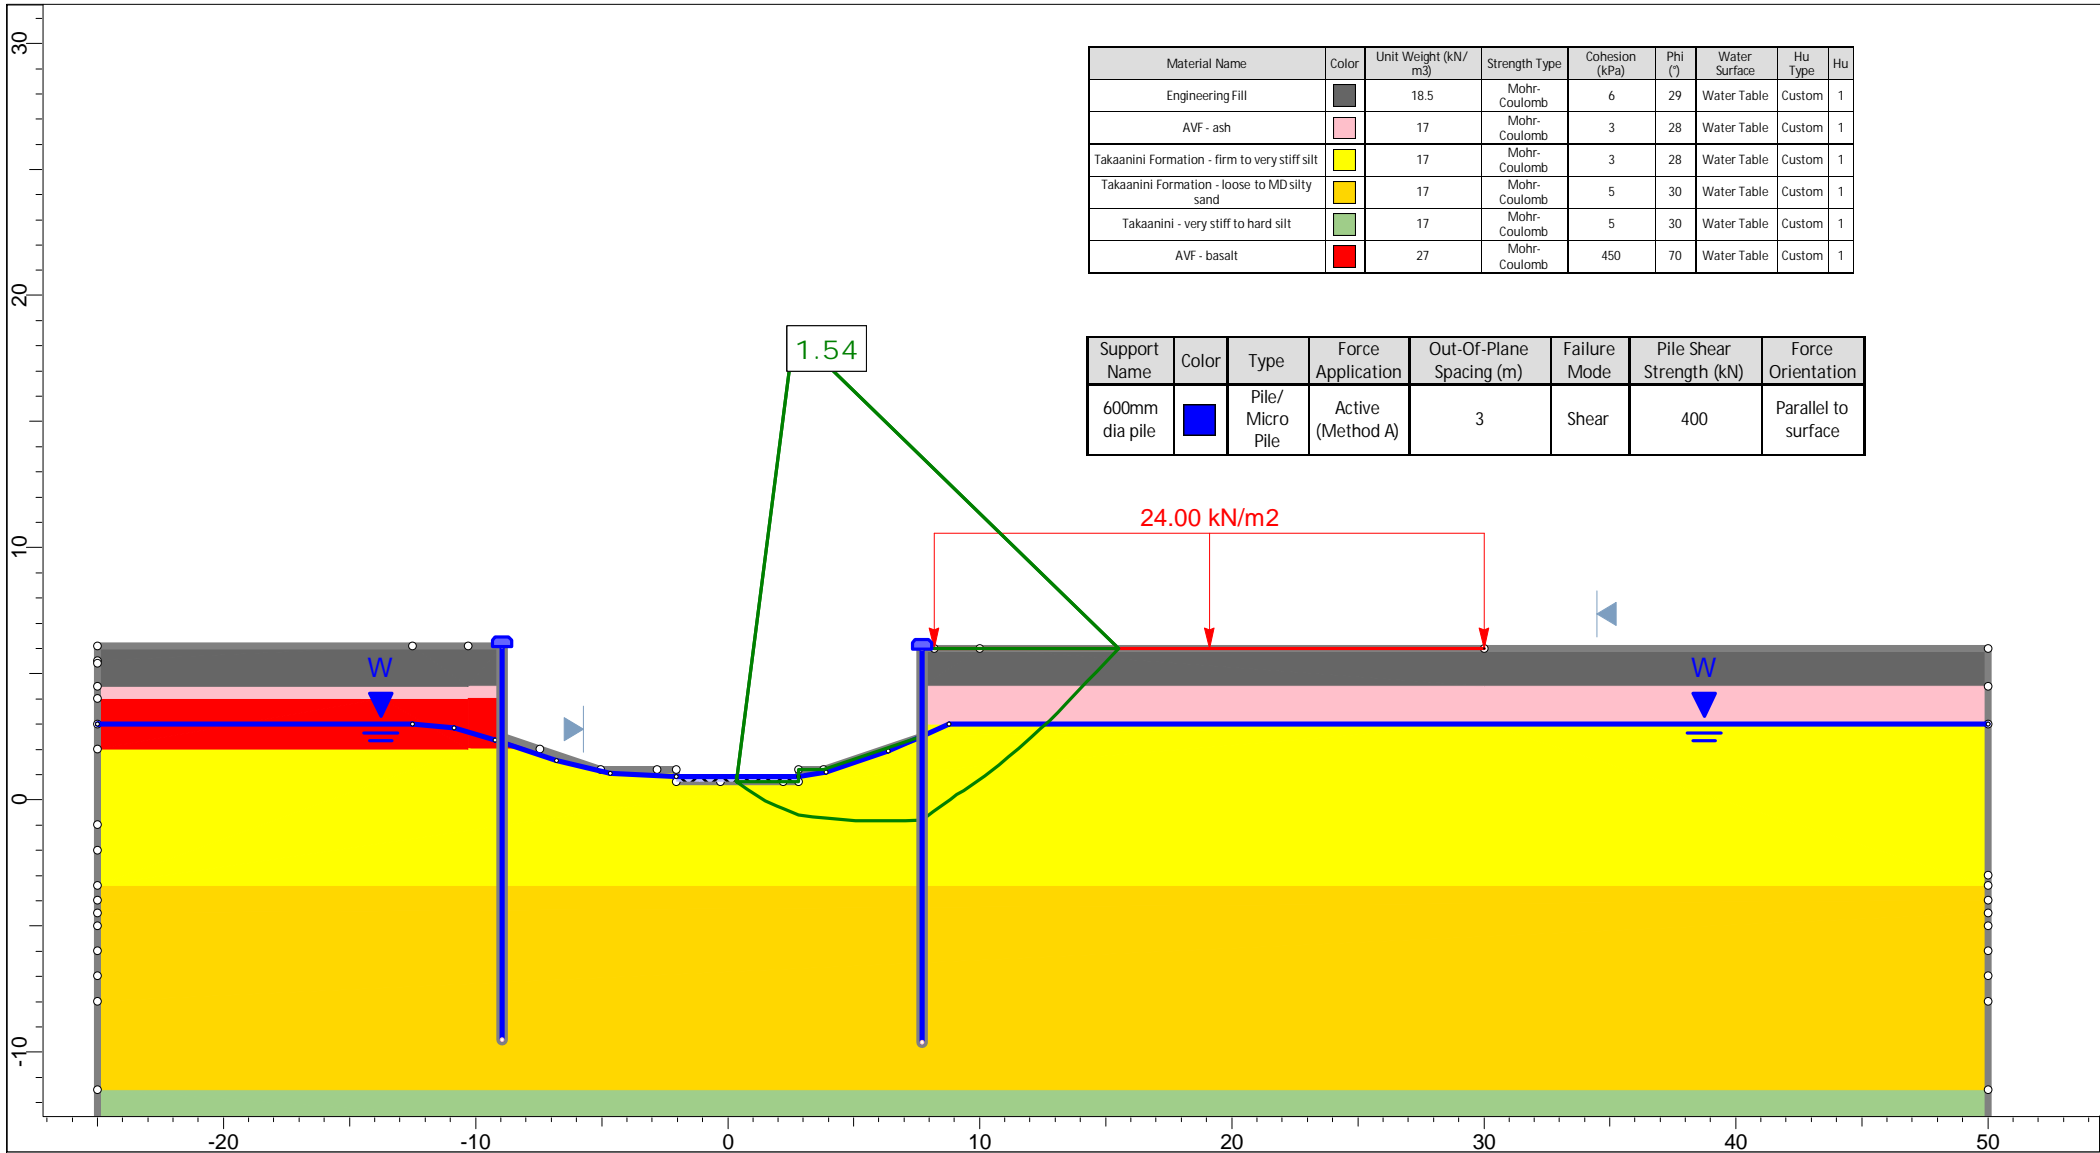 30
20
10
0
-10
Material Name Color Unit Weight (kN/ m3) Strength Type Cohesion (kPa) Phi (°) Water Surface Hu Type Hu
Engineering Fill 18.5 Mohr-Coulomb 6 29 Water Table Custom 1
AVF - ash 17 Mohr-Coulomb 3 28 Water Table Custom 1
Takaanini Formation - firm to very stiff silt 17 Mohr-Coulomb 3 28 Water Table Custom 1
Takaanini Formation - loose to MD silty sand 17 Mohr-Coulomb 5 30 Water Table Custom 1
Takaanini - very stiff to hard silt 17 Mohr-Coulomb 5 30 Water Table Custom 1
AVF - basalt 27 Mohr-Coulomb 450 70 Water Table Custom 1
Support Name Color Type Force Application Out-Of-Plane Spacing (m) Failure Mode Pile Shear Strength (kN) Force Orientation
600mm dia pile Pile/ Micro Pile Active (Method A) 3 Shear 400 Parallel to surface
1.54
24.00 kN/m2
W
W
-20 -10 0 10 20 30 40 50